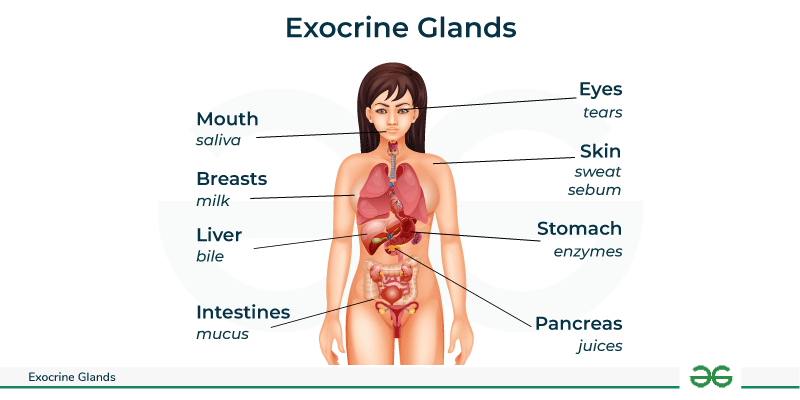 Exocrine Glands
Mouth
saliva
Breasts
milk
Liver
bile
Intestines
mucus
Eyes
tears
Skin
sweat
sebum
Stomach
enzymes
Pancreas
juices
Exocrine Glands